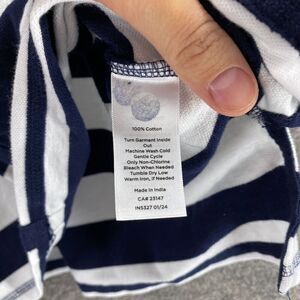 100% Cotton
Turn Garment Inside
Out
Machine Wash Cold
Gentle Cycle
Only Non-Chlorine
Bleach When Needed
Tumble Dry Low
Warm Iron, if Needed
Made in India
CA# 23147
INS327 01/24